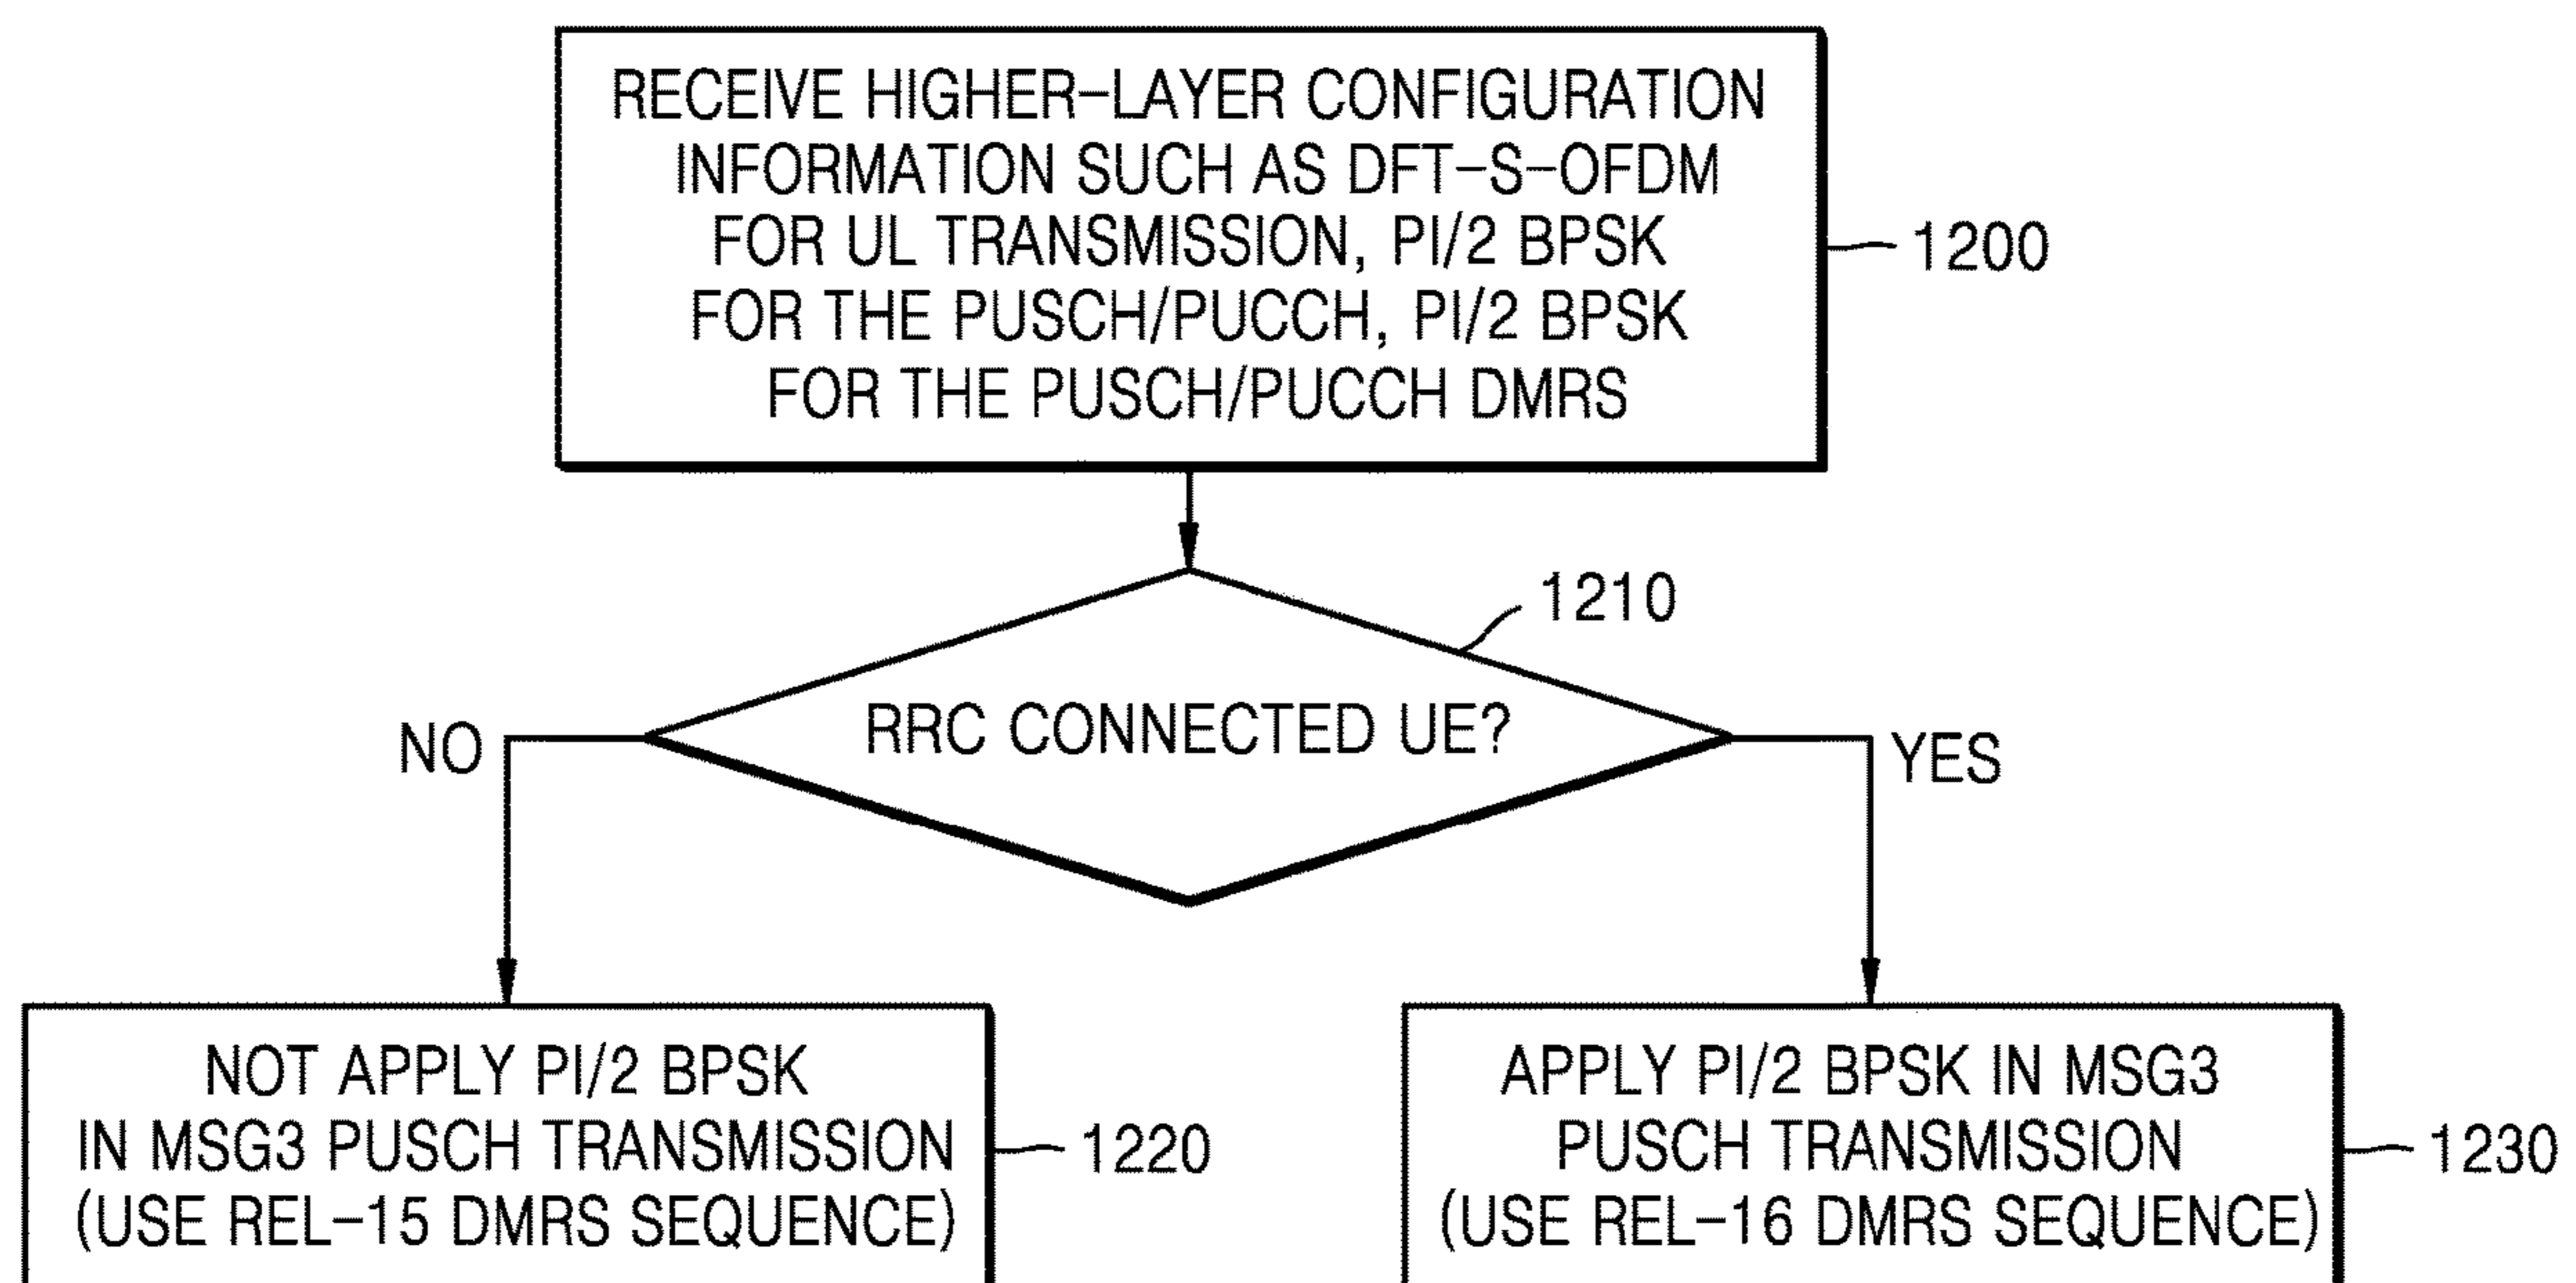 RECEIVE HIGHER-LAYER CONFIGURATION
INFORMATION SUCH AS DFT-S-OFDM
FOR UL TRANSMISSION, PI/2 BPSK
FOR THE PUSCH/PUCCH, PI/2 BPSK
FOR THE PUSCH/PUCCH DMRS
1200
1210
RRC CONNECTED UE?
NO
YES
NOT APPLY PI/2 BPSK
IN MSG3 PUSCH TRANSMISSION
(USE REL-15 DMRS SEQUENCE)
1220
APPLY PI/2 BPSK IN MSG3
PUSCH TRANSMISSION
(USE REL-16 DMRS SEQUENCE)
1230